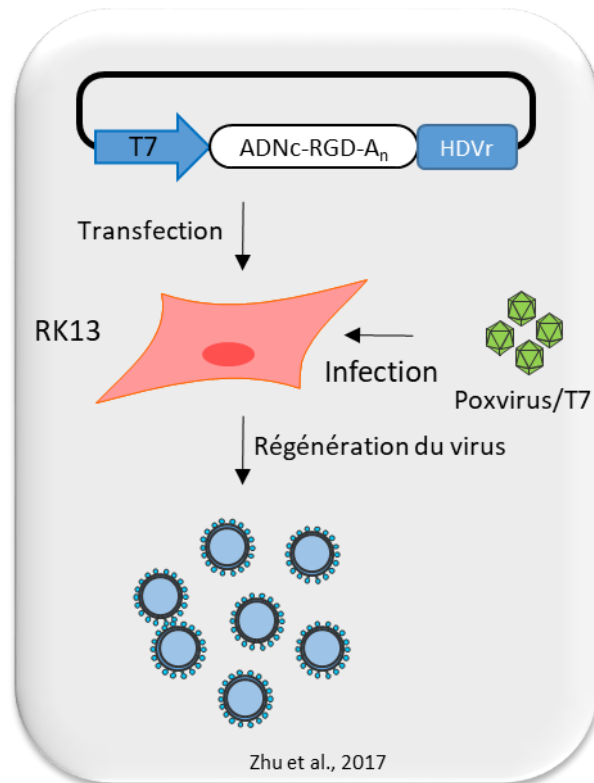 T7
ADNc-RGD-Aₙ
HDVr
Transfection
RK13
Infection
Poxvirus/T7
Régénération du virus
Zhu et al., 2017